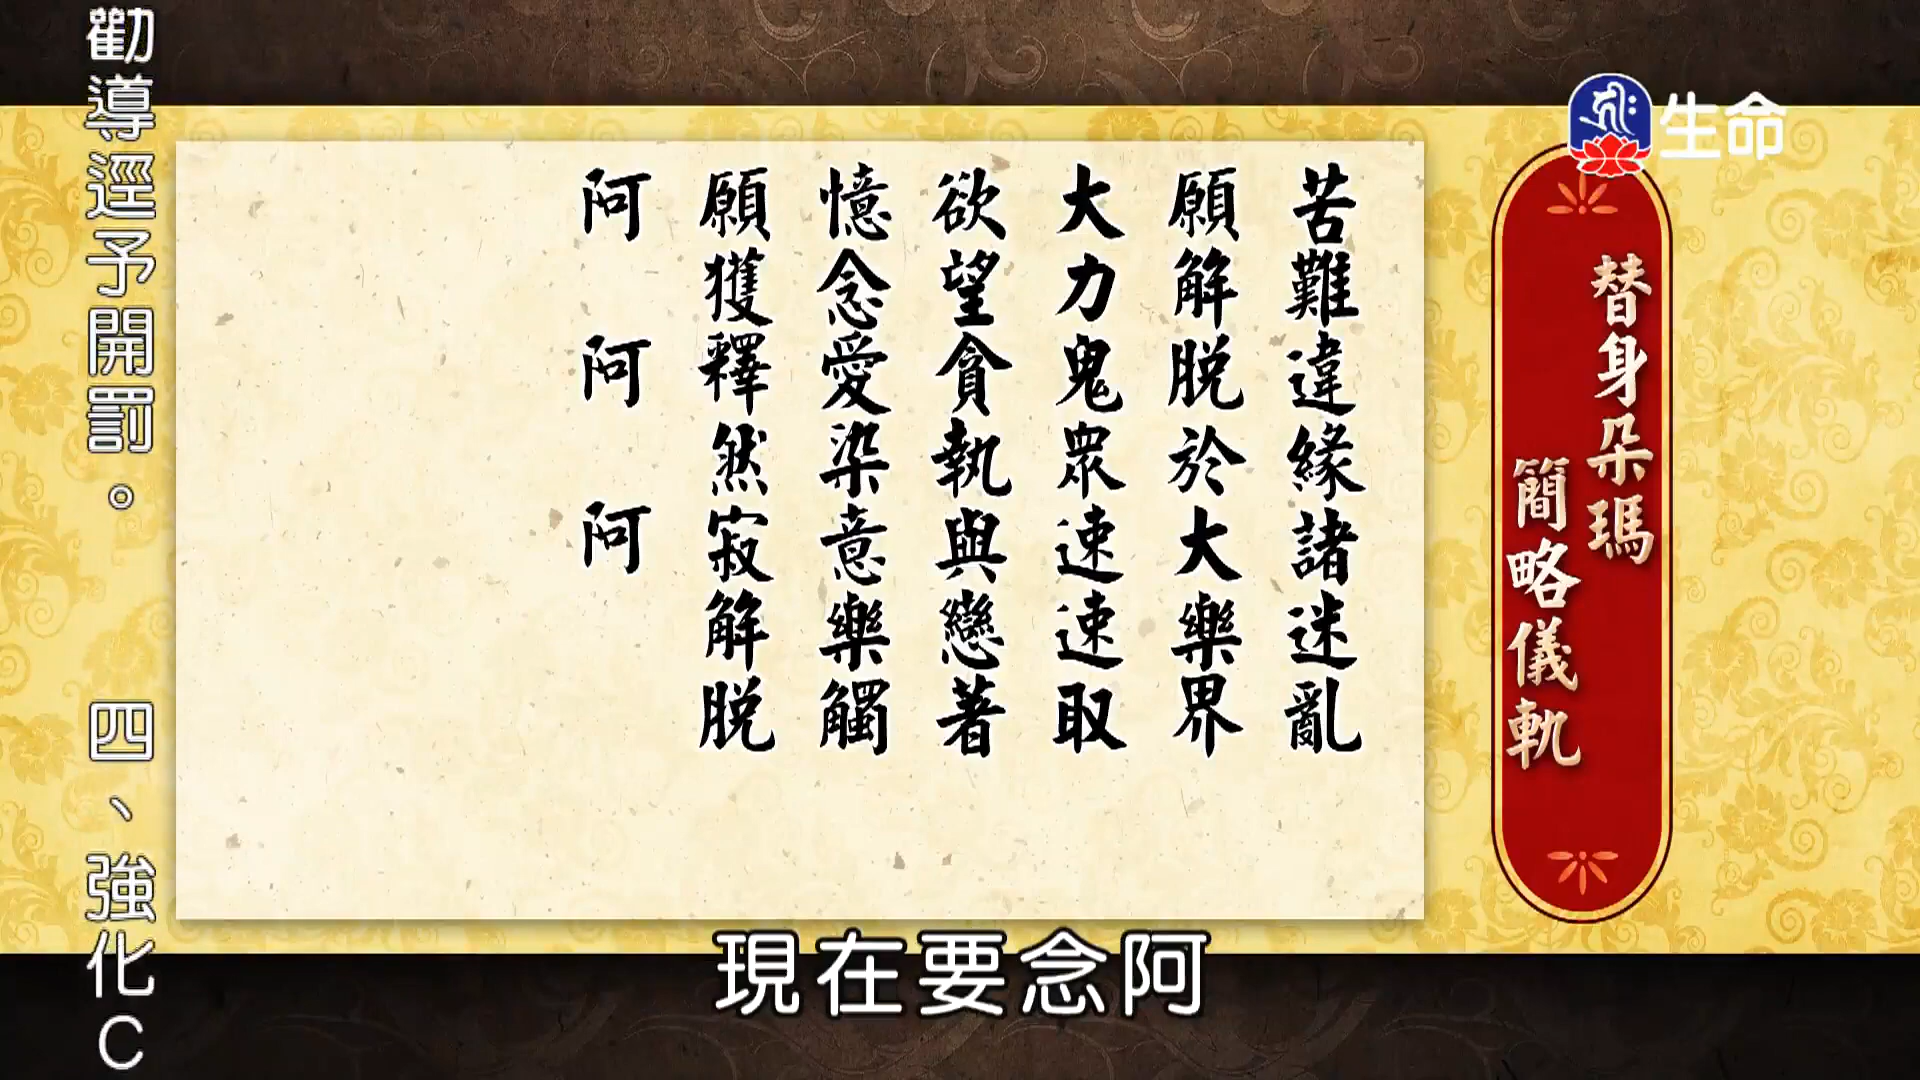 生命
替身朵瑪
簡略儀軌
苦難違緣諸迷亂
願解脫於大樂界
大力鬼眾速速取
欲望貪執與戀著
憶念愛染意樂觸
願獲釋然寂解脫
阿阿阿
勸導逕予開罰。 四、強化C
現在要念阿